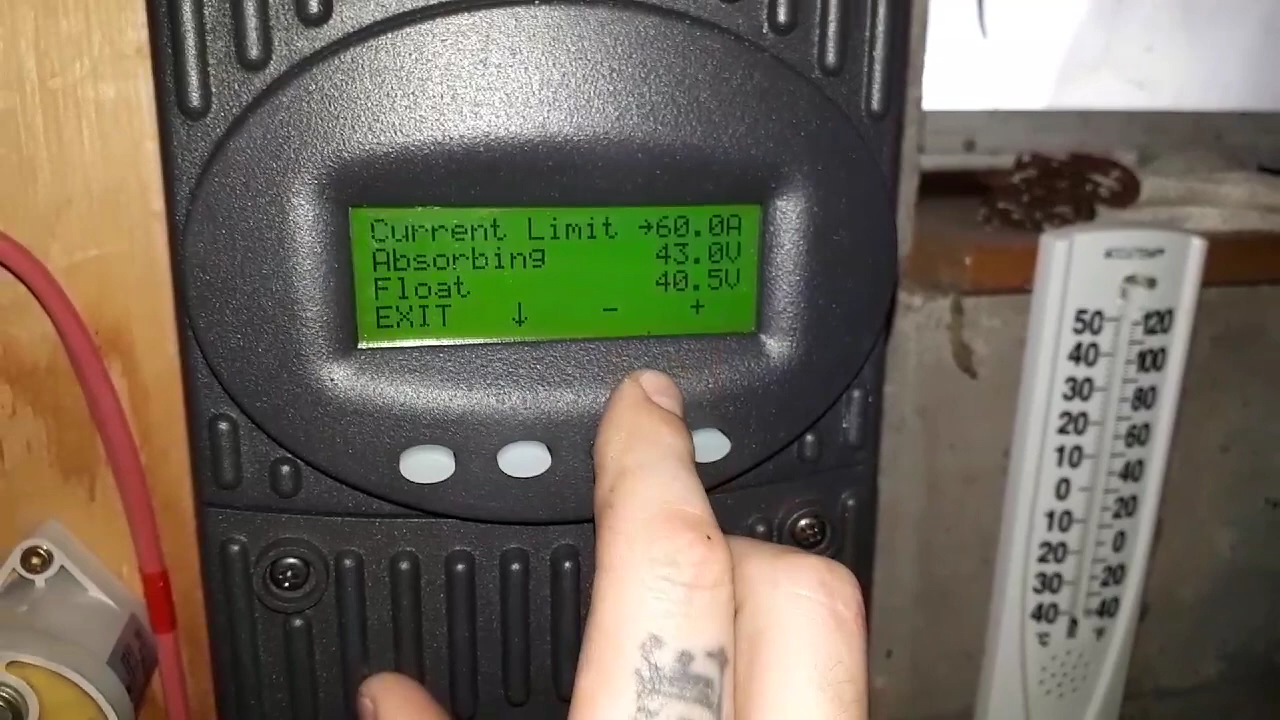 Current Limit →60.0A
Absorbing 43.0V
Float 40.5V
EXIT ↓ - +
50 120
40 100
30 80
20 60
10 40
0 20
10 0
20 20
30 40
40
°C °F